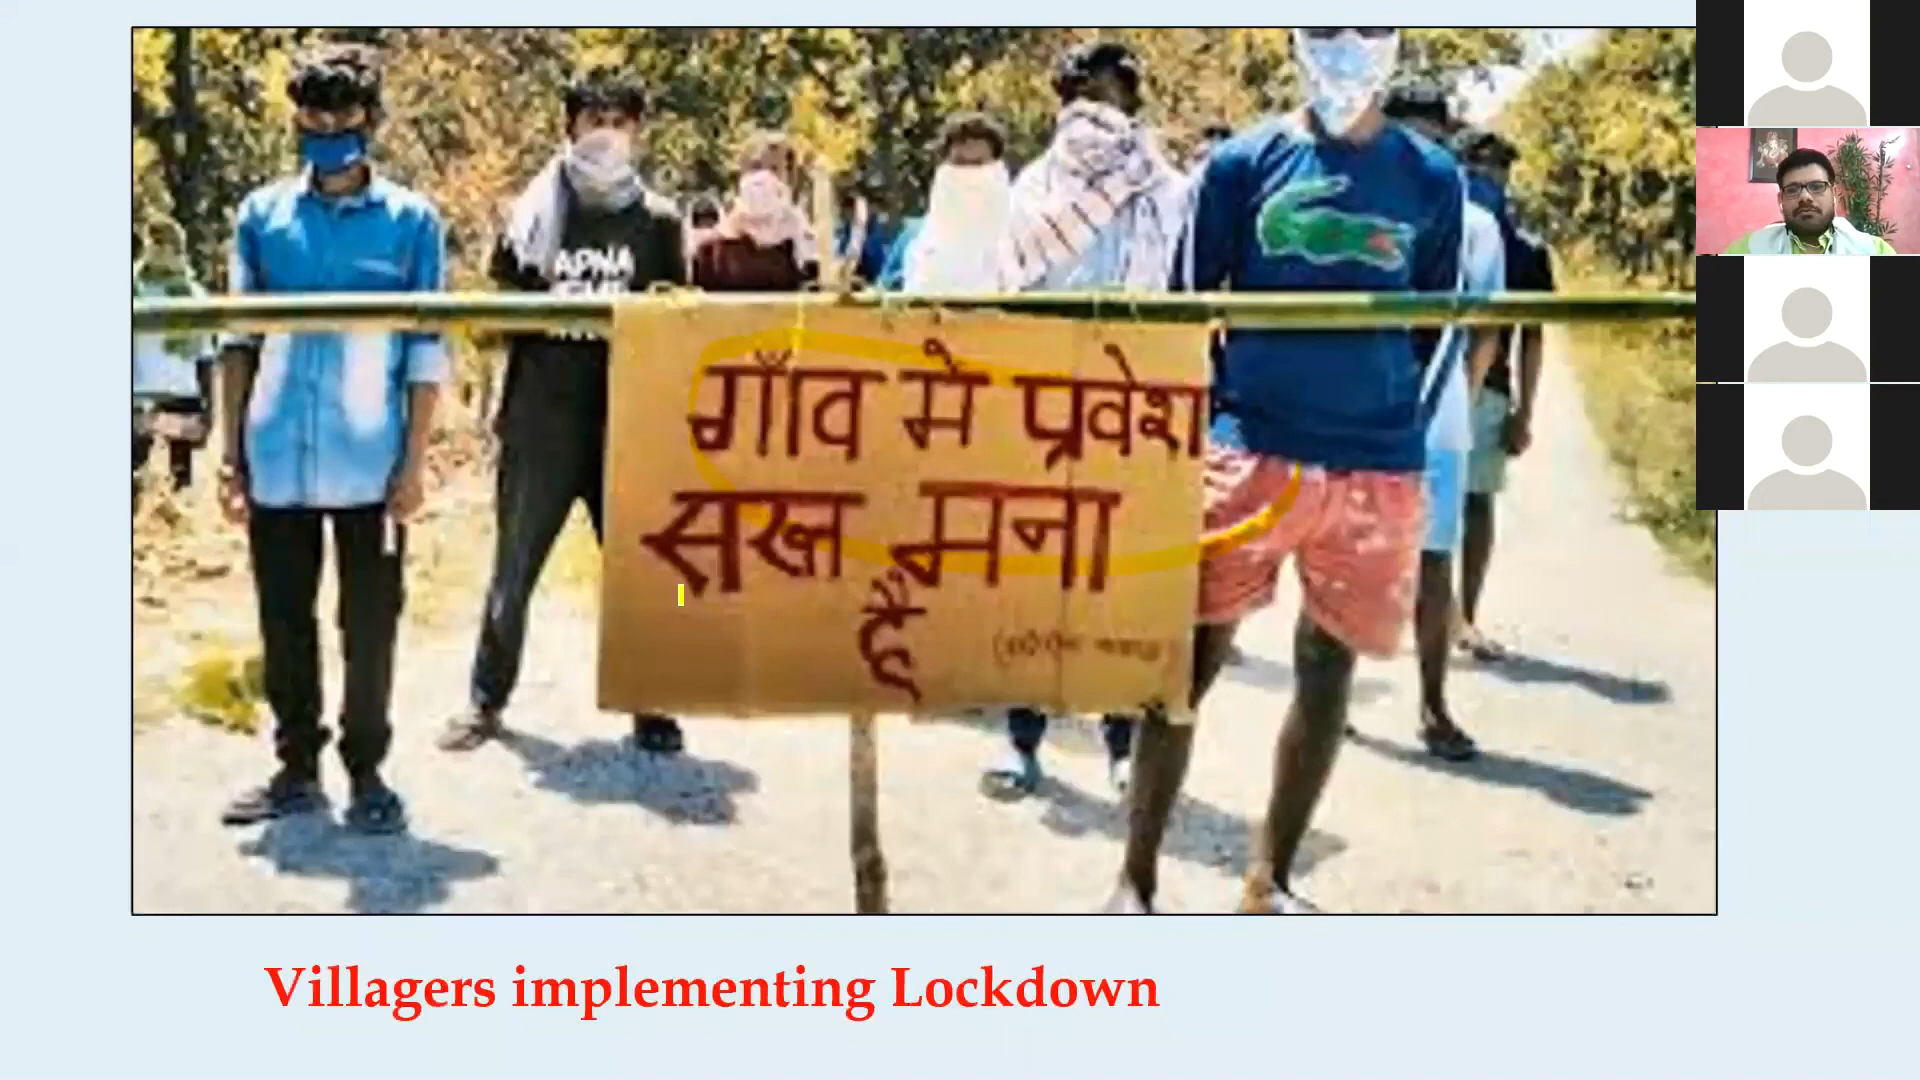 APNA
गाँव में प्रवेश
सख्त मना
है
Villagers implementing Lockdown